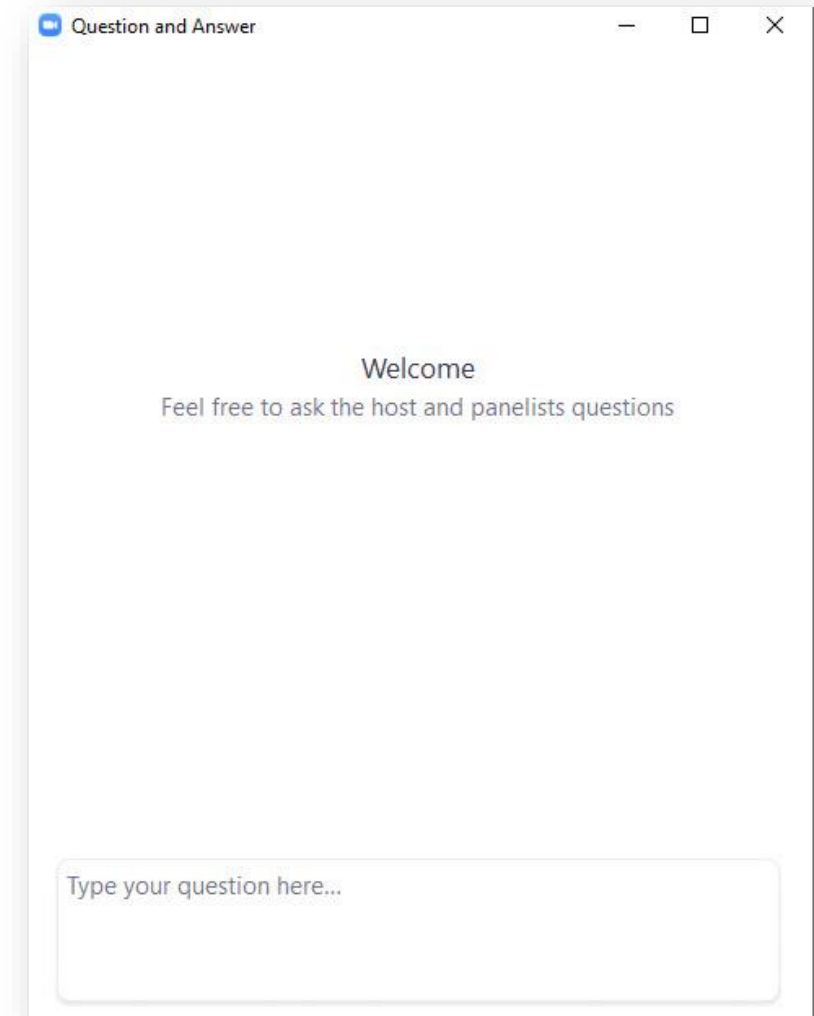 Question and Answer
Welcome
Feel free to ask the host and panelists questions
Type your question here...